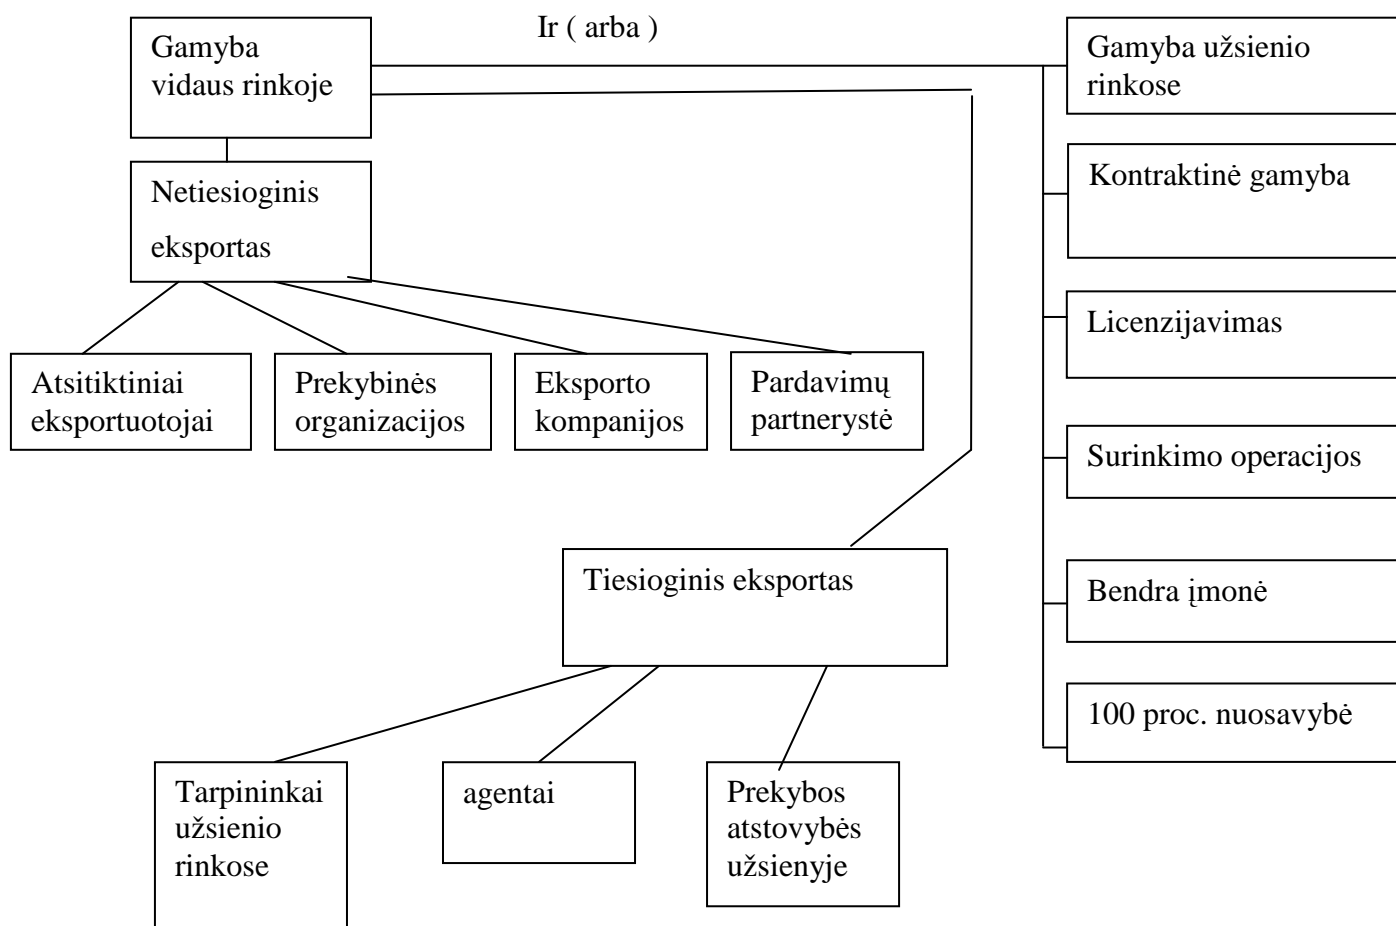 Ir ( arba )
Gamyba
vidaus rinkoje
Gamyba užsienio
rinkose
Netiesioginis
eksportas
Kontraktinė gamyba
Licenzijavimas
Atsitiktiniai
eksportuotojai
Prekybinės
organizacijos
Eksporto
kompanijos
Pardavimų
partnerystė
Surinkimo operacijos
Tiesioginis eksportas
Bendra įmonė
100 proc. nuosavybė
Tarpininkai
užsienio
rinkose
agentai
Prekybos
atstovybės
užsienyje